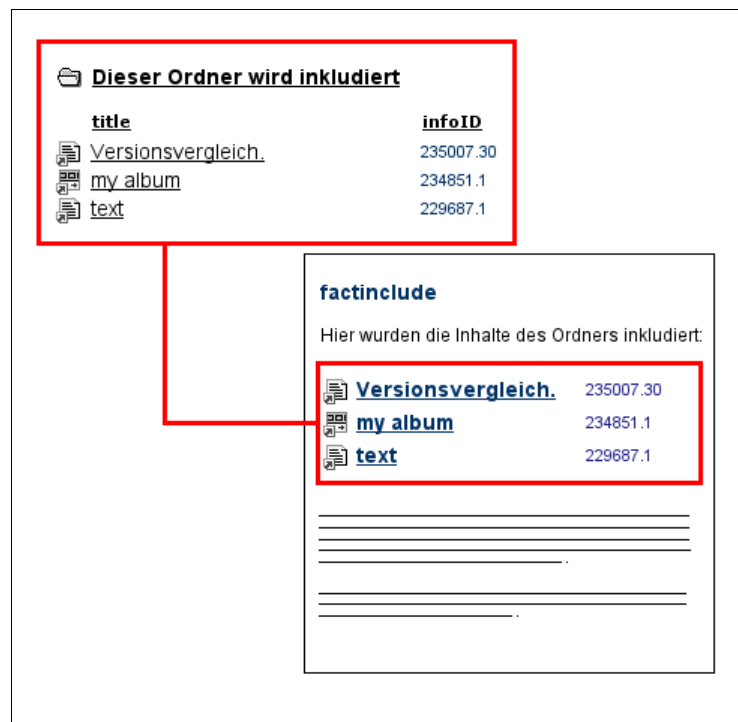 Dieser Ordner wird inkludiert
title infoID
Versionsvergleich. 235007.30
my album 234851.1
text 229687.1
factinclude
Hier wurden die Inhalte des Ordners inkludiert:
Versionsvergleich. 235007.30
my album 234851.1
text 229687.1